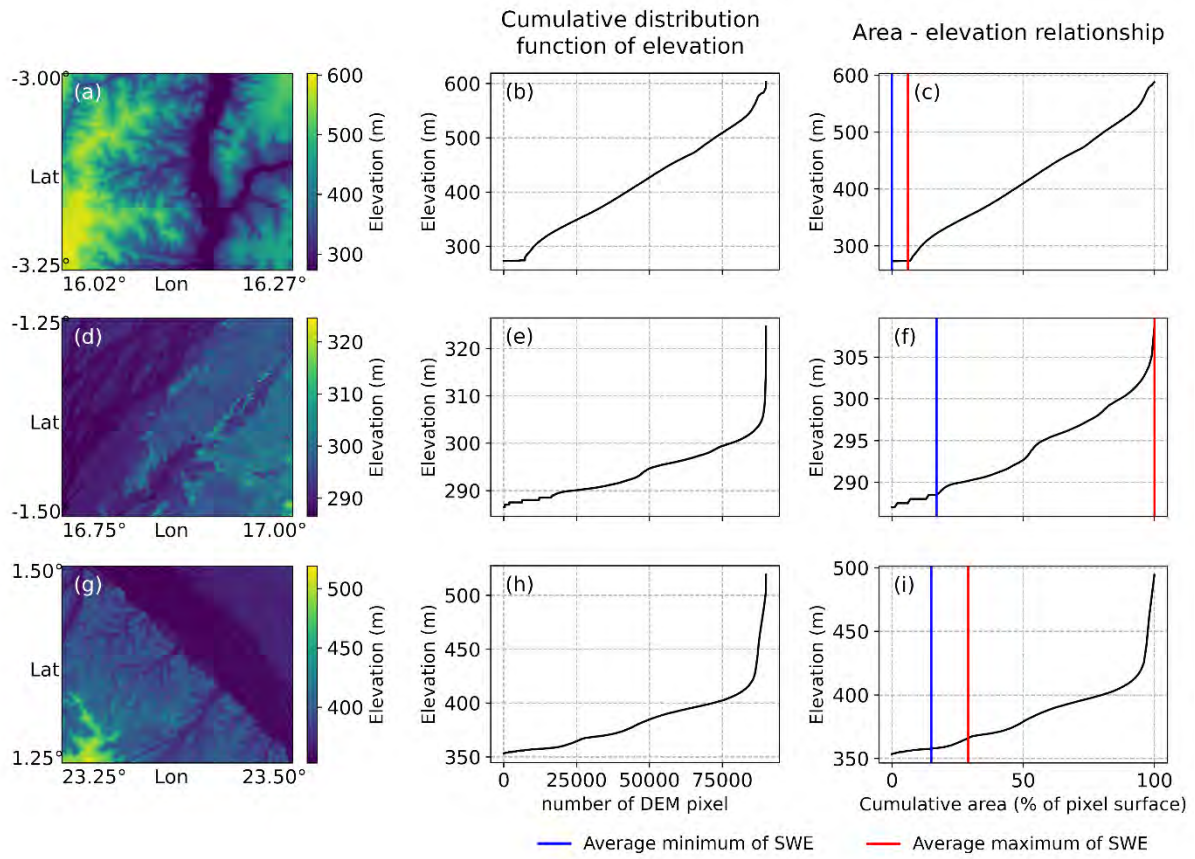 Cumulative distribution
function of elevation
Area - elevation relationship
-3.00°
Lat
-3.25°
(a)
16.02° Lon 16.27°
600
500
400
300
Elevation (m)
600
500
400
300
Elevation (m)
(b)
600
500
400
300
Elevation (m)
(c)
-1.25°
Lat
-1.50°
(d)
16.75° Lon 17.00°
320
310
300
290
Elevation (m)
320
310
300
290
Elevation (m)
(e)
305
300
295
290
Elevation (m)
(f)
1.50°
Lat
1.25°
(g)
23.25° Lon 23.50°
500
450
400
Elevation (m)
500
450
400
350
Elevation (m)
(h)
0 25000 50000 75000
number of DEM pixel
500
450
400
350
Elevation (m)
(i)
0 50 100
Cumulative area (% of pixel surface)
Average minimum of SWE Average maximum of SWE